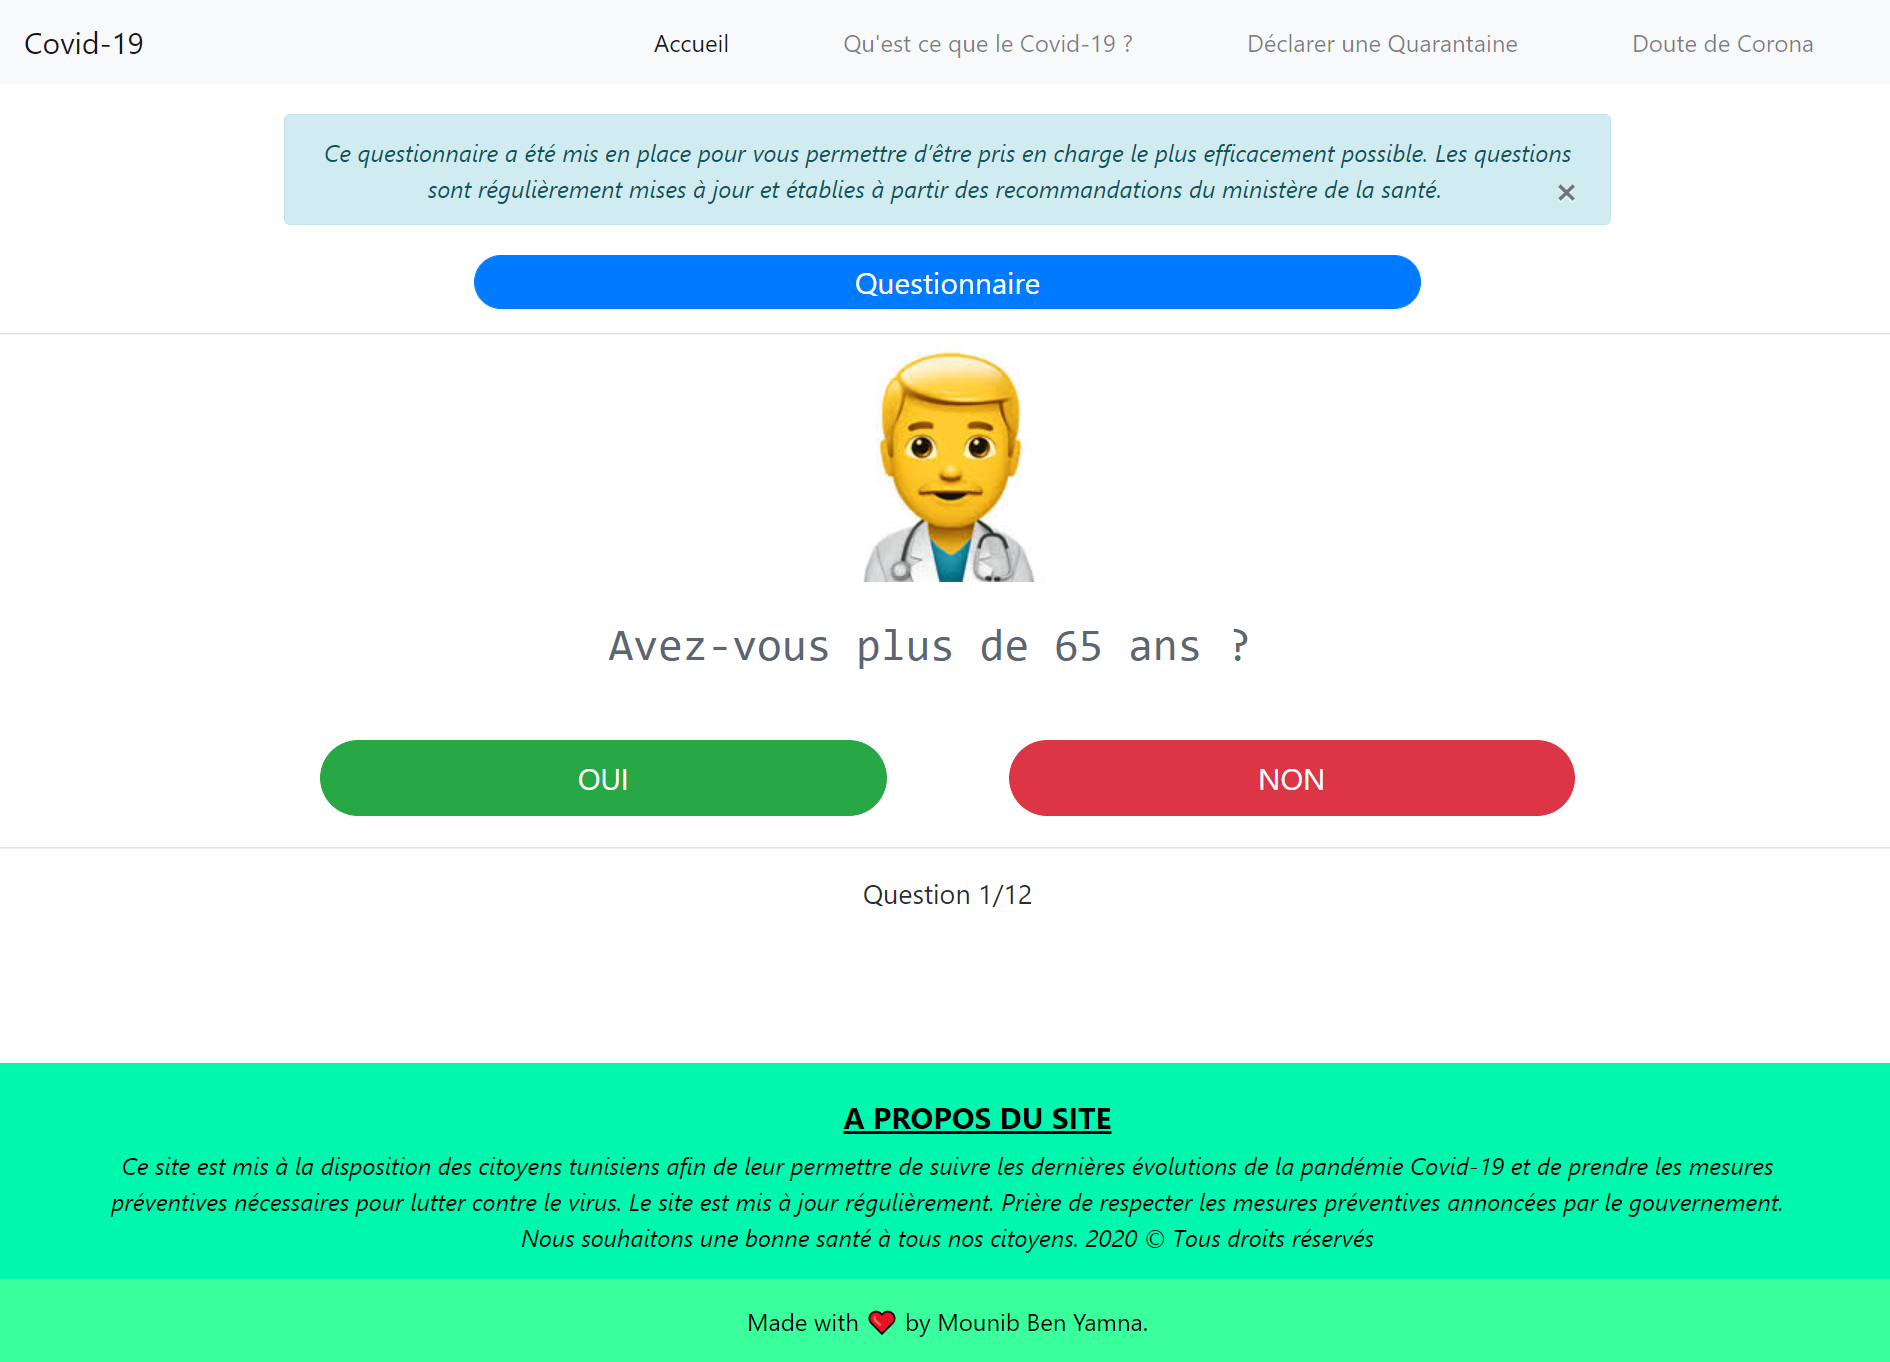 Covid-19
Accueil
Qu'est ce que le Covid-19 ?
Déclarer une Quarantaine
Doute de Corona
Ce questionnaire a été mis en place pour vous permettre d’être pris en charge le plus efficacement possible. Les questions
sont régulièrement mises à jour et établies à partir des recommandations du ministère de la santé.
×
Questionnaire
Avez-vous plus de 65 ans ?
OUI
NON
Question 1/12
A PROPOS DU SITE
Ce site est mis à la disposition des citoyens tunisiens afin de leur permettre de suivre les dernières évolutions de la pandémie Covid-19 et de prendre les mesures
préventives nécessaires pour lutter contre le virus. Le site est mis à jour régulièrement. Prière de respecter les mesures préventives annoncées par le gouvernement.
Nous souhaitons une bonne santé à tous nos citoyens. 2020 © Tous droits réservés
Made with ❤ by Mounib Ben Yamna.